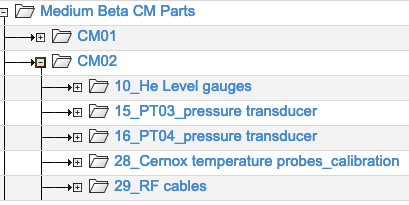 Medium Beta CM Parts
CM01
CM02
10_He Level gauges
15_PT03_pressure transducer
16_PT04_pressure transducer
28_Cernox temperature probes_calibration
29_RF cables